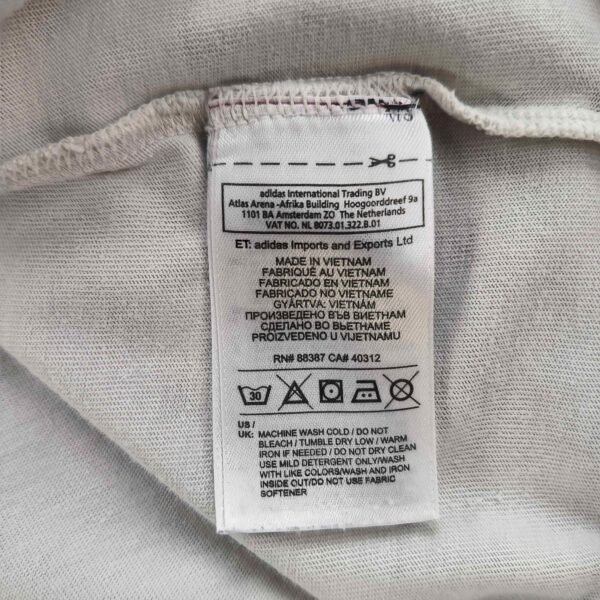 adidas International Trading BV
Atlas Arena -Afrika Building Hoogoorddreef 9a
1101 BA Amsterdam ZO The Netherlands
VAT NO. NL 8073.01.322.B.01
ET: adidas Imports and Exports Ltd
MADE IN VIETNAM
FABRIQUÉ AU VIETNAM
FABRICADO EN VIETNAM
FABRICADO NO VIETNAME
GYÁRTVA: VIETNÁM
ПРОИЗВЕДЕНО ВЪВ ВИЕТНАМ
СДЕЛАНО ВО ВЬЕТНАМЕ
PROIZVEDENO U VIJETNAMU
RN# 88387 CA# 40312
30
US /
UK: MACHINE WASH COLD / DO NOT
BLEACH / TUMBLE DRY LOW / WARM
IRON IF NEEDED / DO NOT DRY CLEAN
USE MILD DETERGENT ONLY/WASH
WITH LIKE COLORS/WASH AND IRON
INSIDE OUT/DO NOT USE FABRIC
SOFTENER